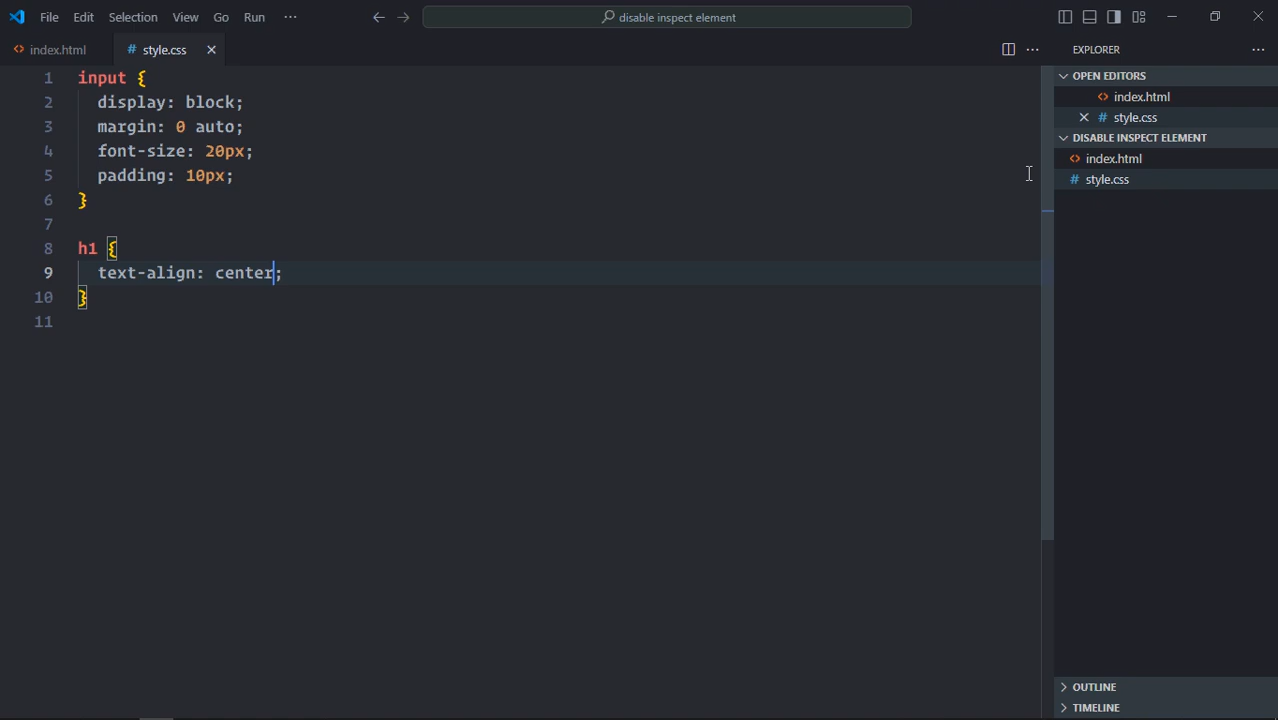 File Edit Selection View Go Run ···
disable inspect element
index.html
style.css
EXPLORER
1 input {
2 display: block;
3 margin: 0 auto;
4 font-size: 20px;
5 padding: 10px;
6 }
7
8 h1 {
9 text-align: center;
10 }
11
OPEN EDITORS
index.html
style.css
DISABLE INSPECT ELEMENT
index.html
style.css
OUTLINE
TIMELINE